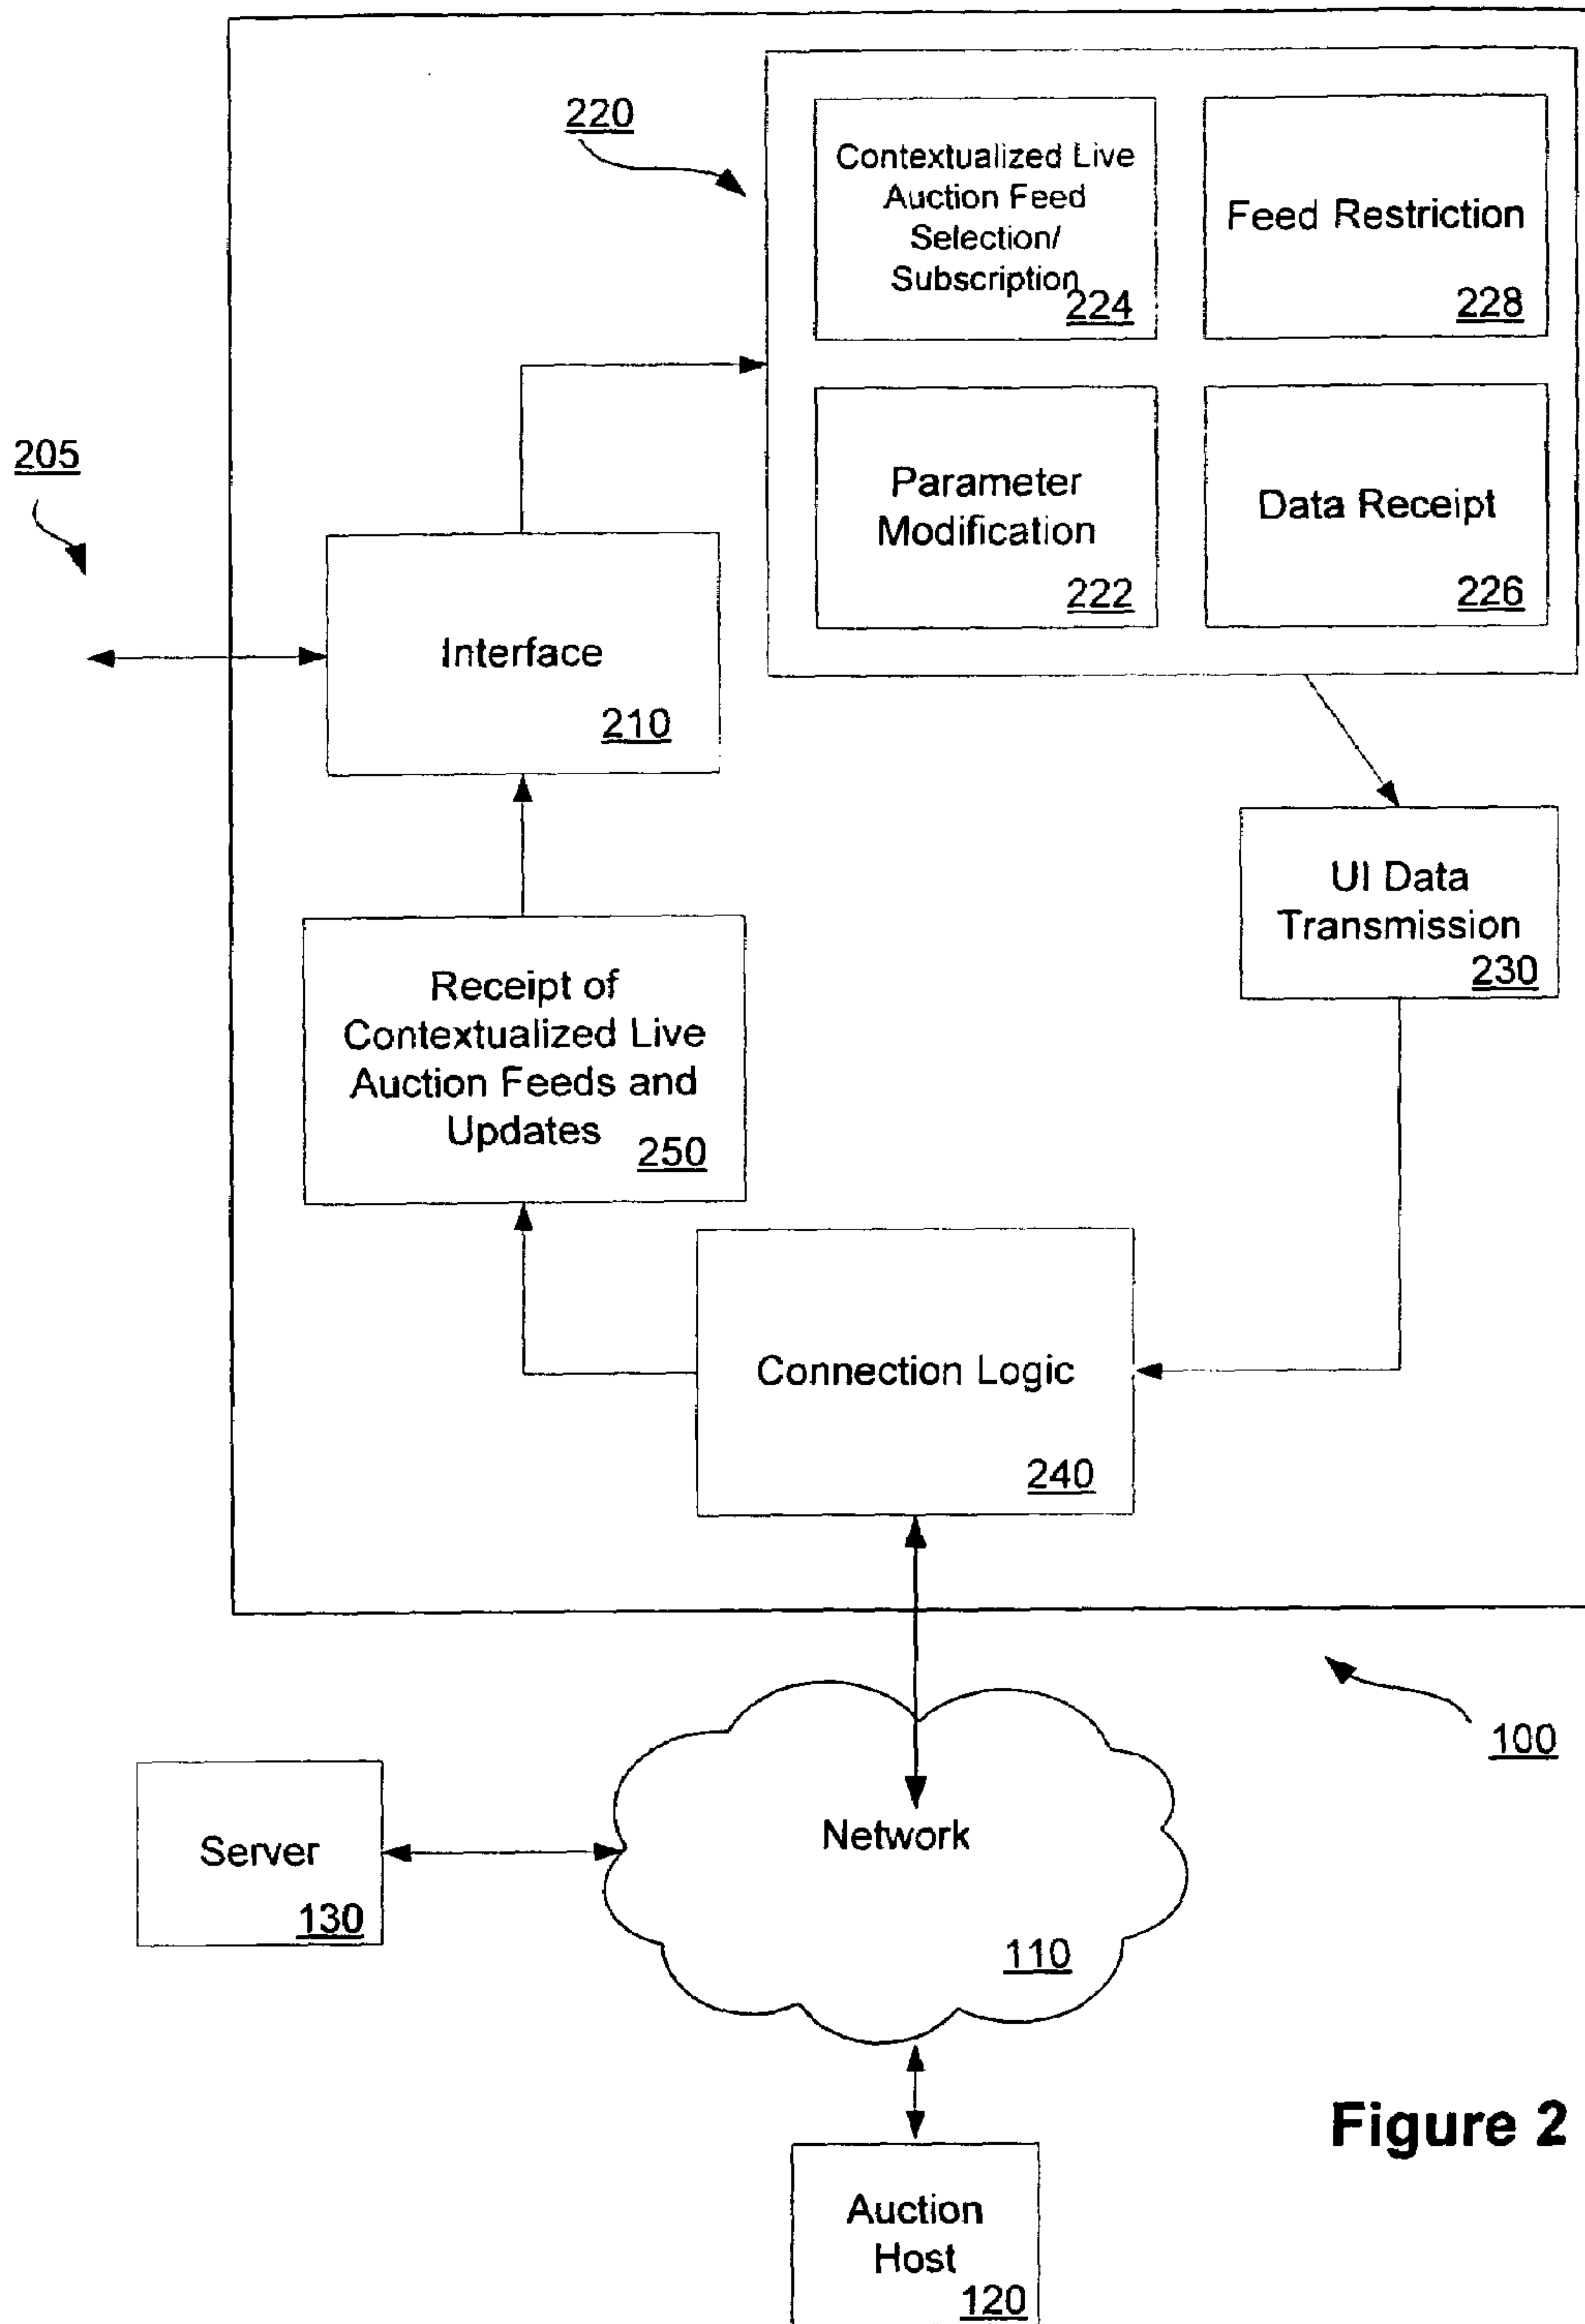 220
Contextualized Live
Auction Feed
Selection/
Subscription
224
Feed Restriction
228
205
Parameter
Modification
222
Data Receipt
226
Interface
210
UI Data
Transmission
230
Receipt of
Contextualized Live
Auction Feeds and
Updates
250
Connection Logic
240
100
Server
130
Network
110
Figure 2
Auction
Host
120